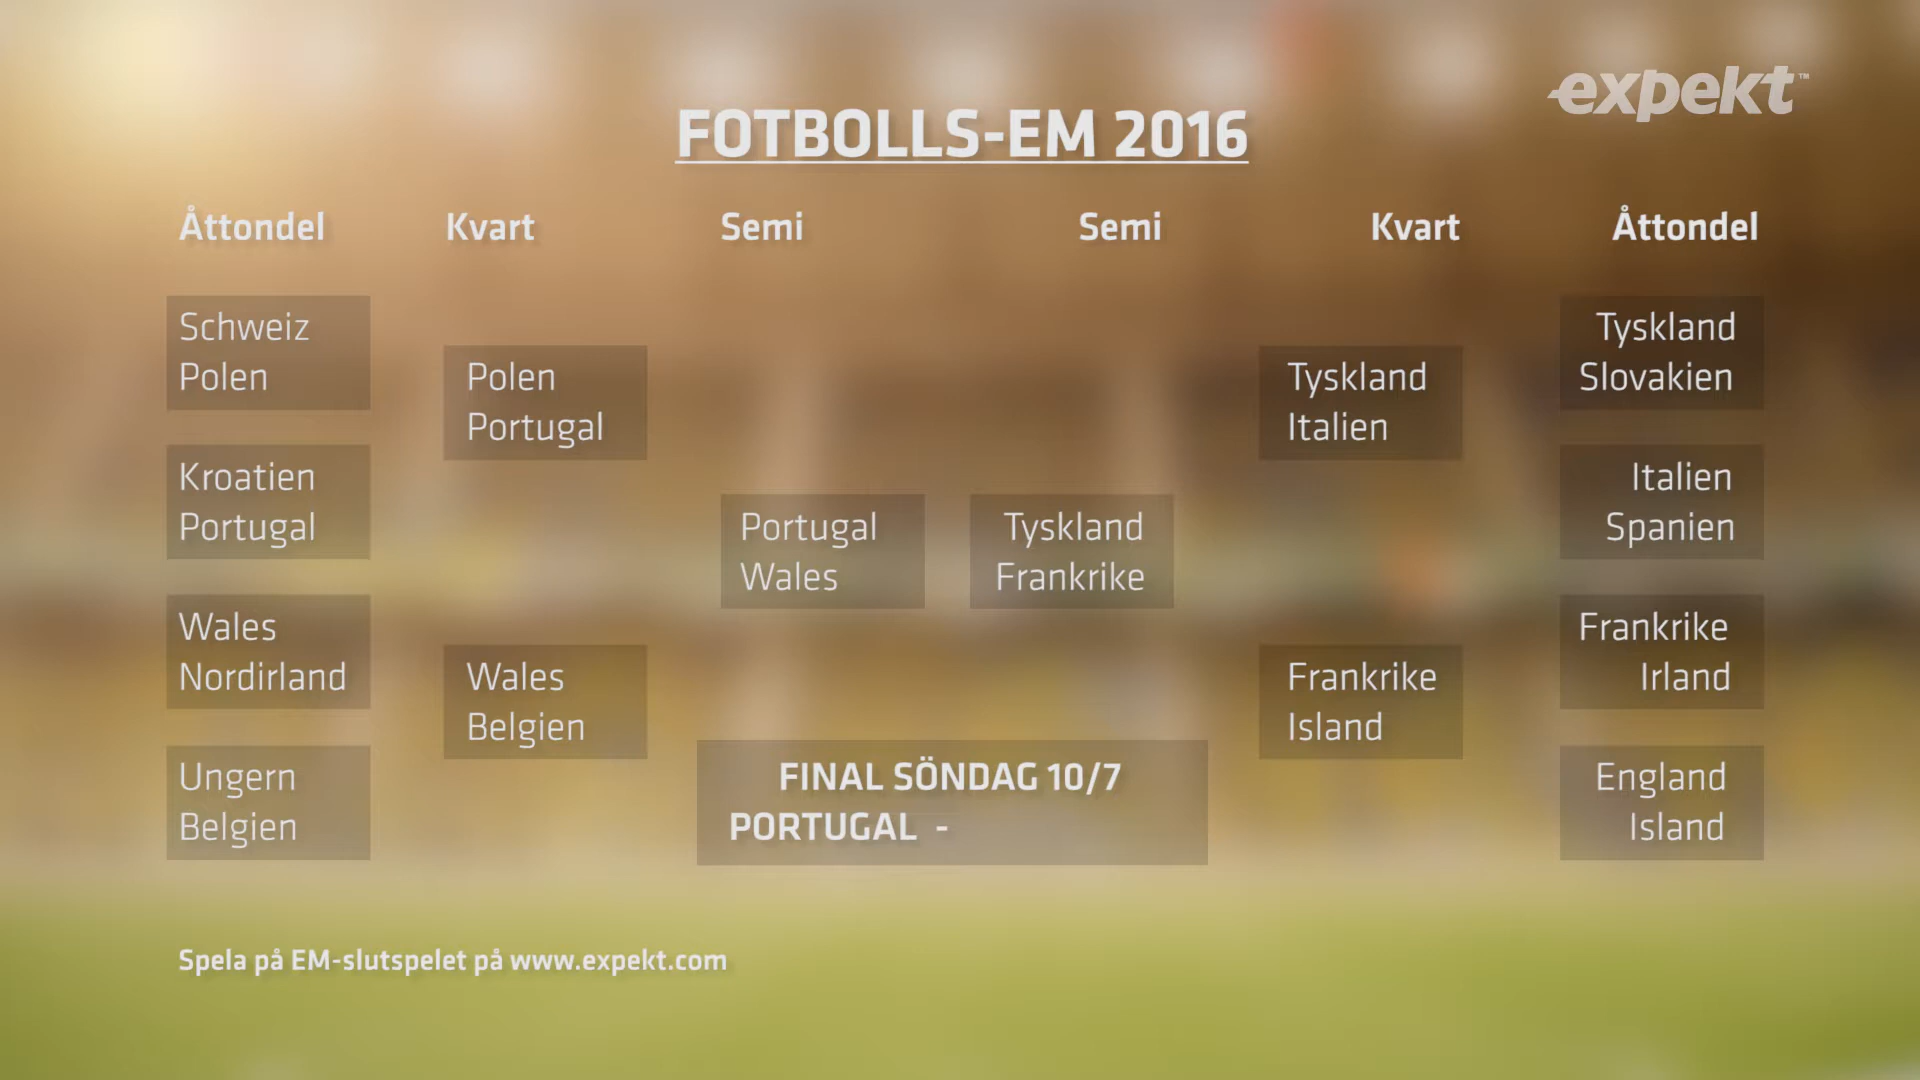 expekt™
FOTBOLLS-EM 2016
Åttondel
Kvart
Semi
Semi
Kvart
Åttondel
Schweiz
Polen
Kroatien
Portugal
Wales
Nordirland
Ungern
Belgien
Polen
Portugal
Wales
Belgien
Portugal
Wales
Tyskland
Frankrike
Tyskland
Italien
Frankrike
Island
Tyskland
Slovakien
Italien
Spanien
Frankrike
Irland
England
Island
FINAL SÖNDAG 10/7
PORTUGAL -
Spela på EM-slutspelet på www.expekt.com